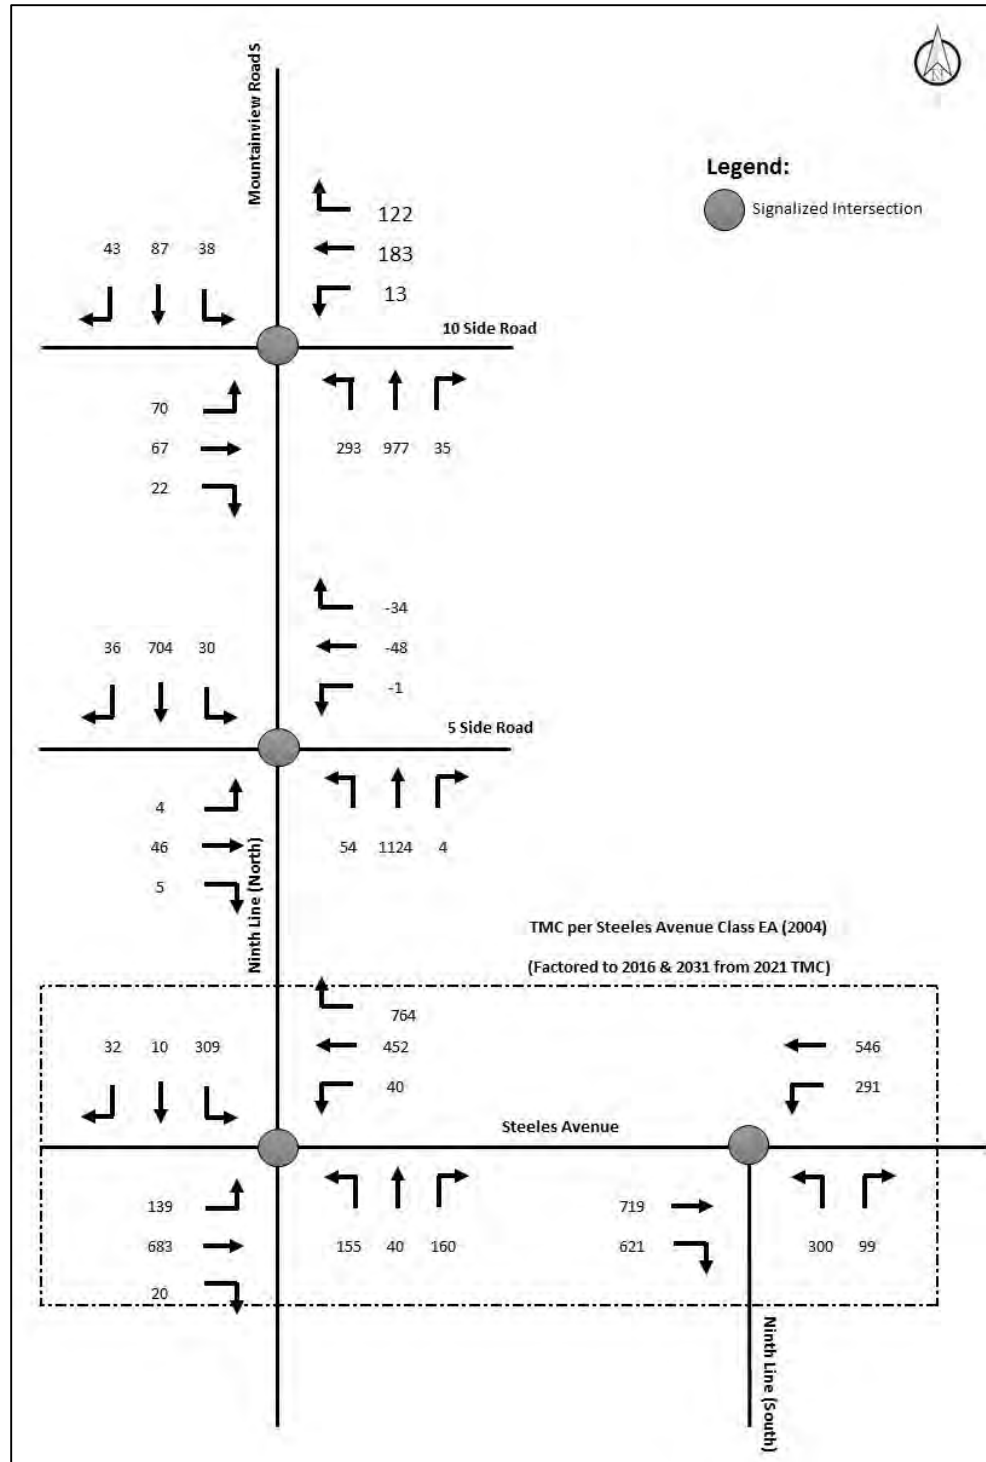 Mountainview Road S
N
Legend:
Signalized Intersection
122
183
13
43 87 38
10 Side Road
70
67
22
293 977 35
-34
-48
-1
36 704 30
5 Side Road
4
46
5
54 1124 4
Ninth Line (North)
TMC per Steeles Avenue Class EA (2004)
(Factored to 2016 & 2031 from 2021 TMC)
764
452
40
32 10 309
546
291
Steeles Avenue
139
683
20
155 40 160
719
621
300 99
Ninth Line (South)